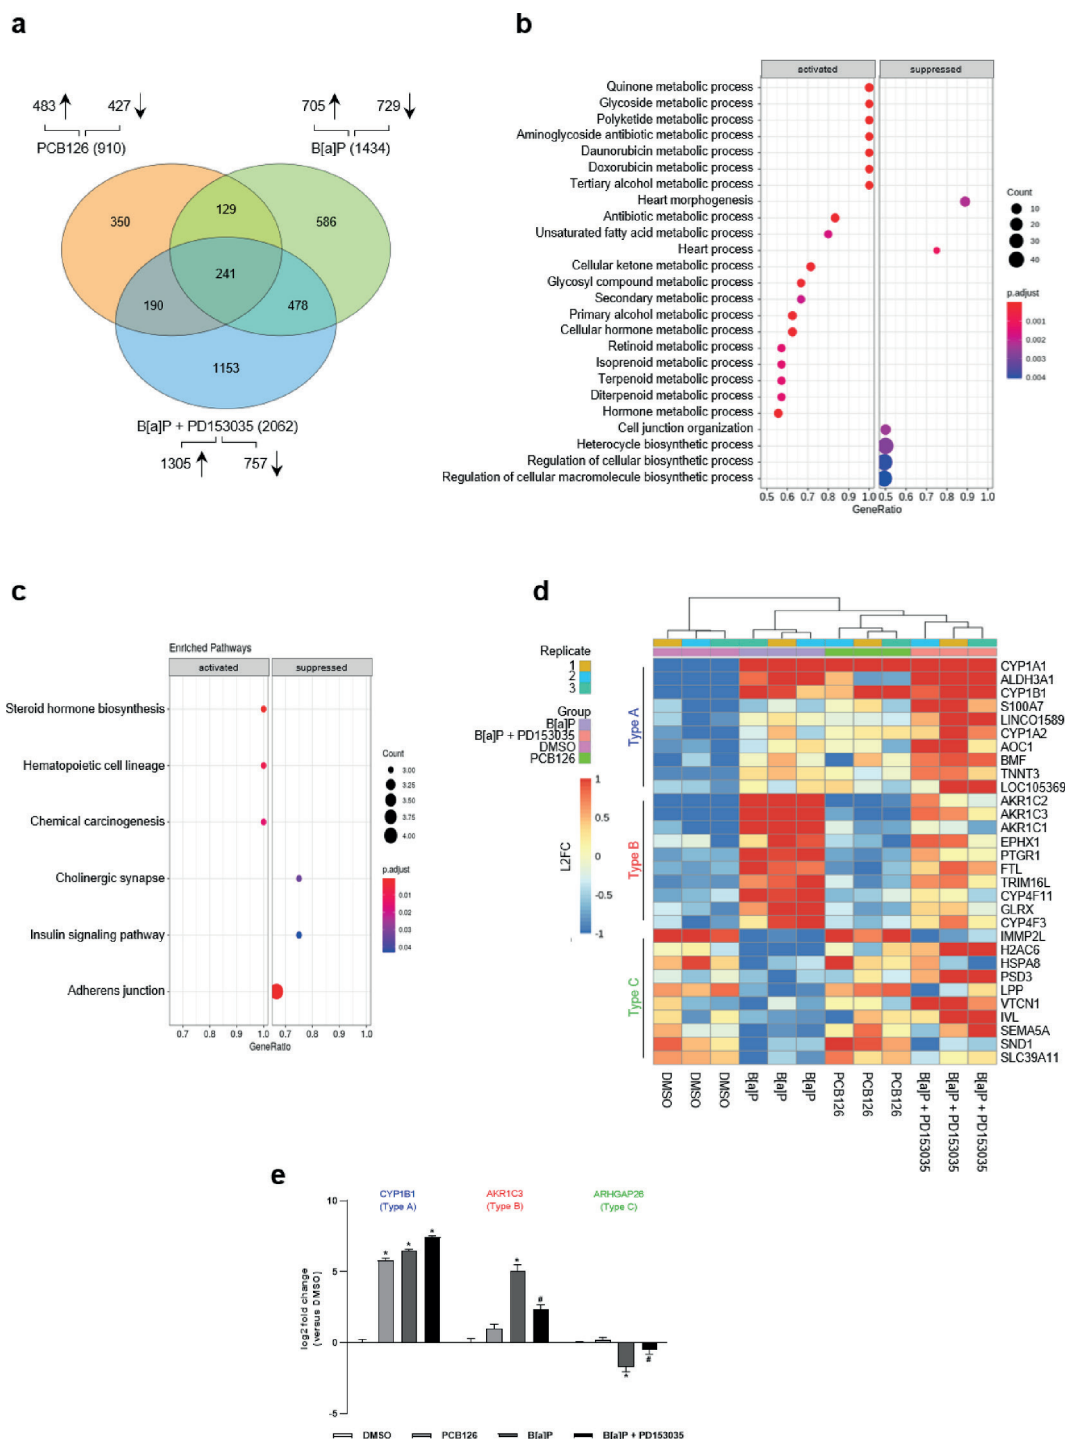 a
483 427
PCB126 (910)
705 729
B[a]P (1434)
350
129
586
241
190
478
1153
B[a]P + PD153035 (2062)
1305 757
b
activated
suppressed
Quinone metabolic process
Glycoside metabolic process
Polyketide metabolic process
Aminoglycoside antibiotic metabolic process
Daunorubicin metabolic process
Doxorubicin metabolic process
Tertiary alcohol metabolic process
Heart morphogenesis
Antibiotic metabolic process
Unsaturated fatty acid metabolic process
Heart process
Cellular ketone metabolic process
Glycosyl compound metabolic process
Secondary metabolic process
Primary alcohol metabolic process
Cellular hormone metabolic process
Retinoid metabolic process
Isoprenoid metabolic process
Terpenoid metabolic process
Diterpenoid metabolic process
Hormone metabolic process
Cell junction organization
Heterocycle biosynthetic process
Regulation of cellular biosynthetic process
Regulation of cellular macromolecule biosynthetic process
0.5 0.6 0.7 0.8 0.9 1.0 0.5 0.6 0.7 0.8 0.9 1.0
GeneRatio
Count
10
20
30
40
p.adjust
0.001
0.002
0.003
0.004
c
Enriched Pathways
activated
suppressed
Steroid hormone biosynthesis
Hematopoietic cell lineage
Chemical carcinogenesis
Cholinergic synapse
Insulin signaling pathway
Adherens junction
0.7 0.8 0.9 1.0 0.7 0.8 0.9 1.0
GeneRatio
Count
3.00
3.25
3.50
3.75
4.00
p.adjust
0.01
0.02
0.03
0.04
d
Replicate
1
2
3
Group
B[a]P
B[a]P + PD153035
DMSO
PCB126
L2FC
1
0.5
0
-0.5
-1
Type A
Type B
Type C
CYP1A1
ALDH3A1
CYP1B1
S100A7
LINCO1589
CYP1A2
AOC1
BMF
TNNT3
LOC105369
AKR1C2
AKR1C3
AKR1C1
EPHX1
PTGR1
FTL
TRIM16L
CYP4F11
GLRX
CYP4F3
IMMP2L
H2AC6
HSPA8
PSD3
LPP
VTCN1
IVL
SEMA5A
SND1
SLC39A11
DMSO
DMSO
DMSO
B[a]P
B[a]P
B[a]P
PCB126
PCB126
PCB126
B[a]P + PD153035
B[a]P + PD153035
B[a]P + PD153035
e
CYP1B1
(Type A)
AKR1C3
(Type B)
ARHGAP26
(Type C)
log2 fold change
(versus DMSO)
10
5
0
-5
* * *
* #
* #
DMSO PCB126 B[a]P B[a]P + PD153035